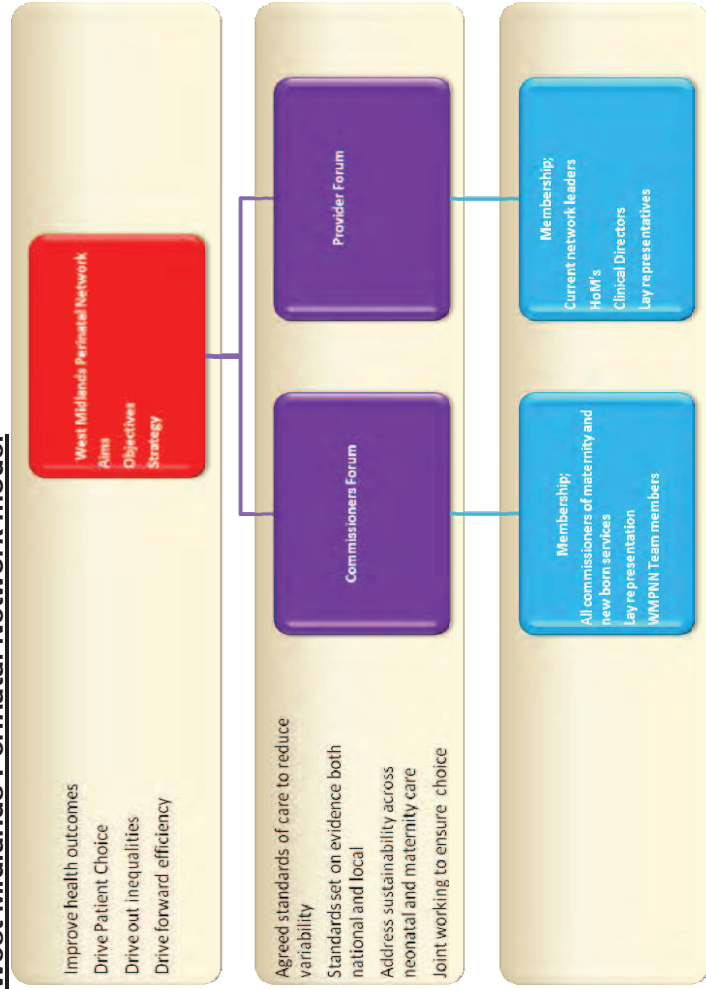 West Midlands Perinatal Network model
Improve health outcomes
Drive Patient Choice
Drive out inequalities
Drive forward efficiency
West Midlands Perinatal Network
Aims
Objectives
Strategy
Agreed standards of care to reduce
variability
Standards set on evidence both
national and local
Address sustainability across
neonatal and maternity care
Joint working to ensure choice
Commissioners Forum
Provider Forum
Membership;
All commissioners of maternity and
new born services
Lay representation
WMPNN Team members
Membership;
Current network leaders
HoM's
Clinical Directors
Lay representatives